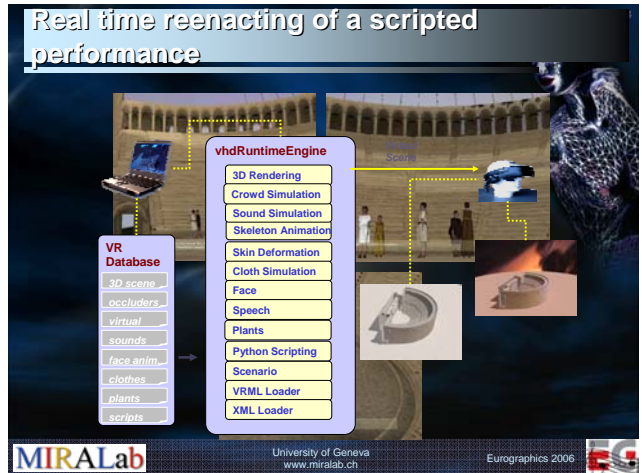 Real time reenacting of a scripted
performance
vhdRuntimeEngine
3D Rendering
Crowd Simulation
Sound Simulation
Skeleton Animation
Skin Deformation
Cloth Simulation
Face
Speech
Plants
Python Scripting
Scenario
VRML Loader
XML Loader
Scene
VR
Database
3D scene
occluders
virtual
sounds
face anim.
clothes
plants
scripts
MIRALab
University of Geneva
www.miralab.ch
Eurographics 2006
EG